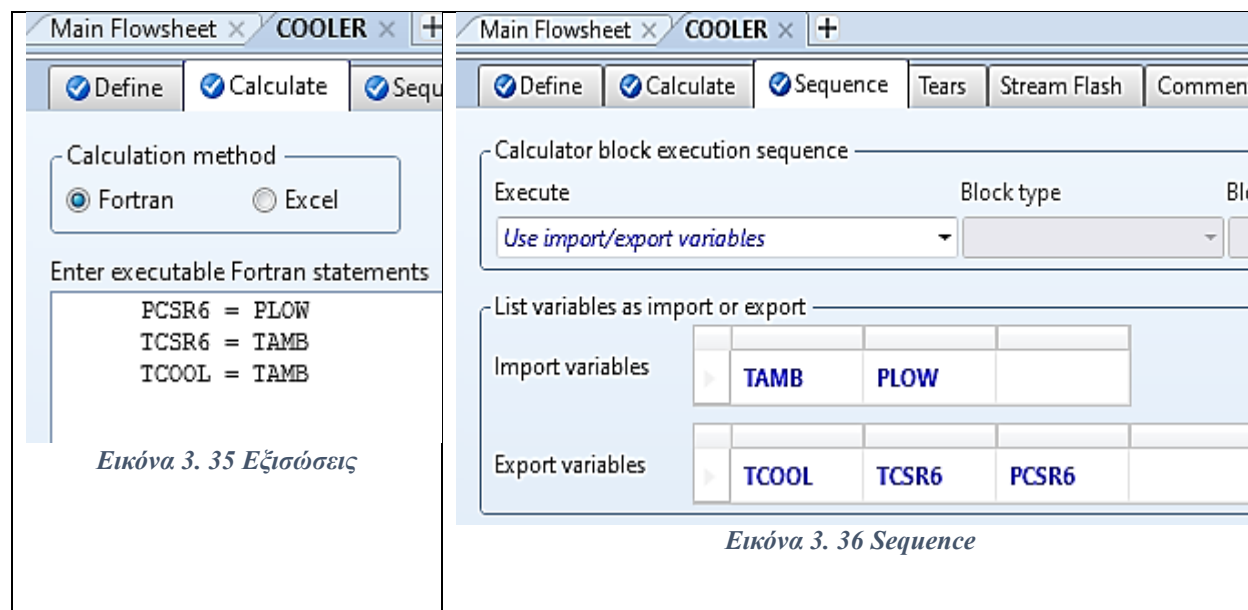 Main Flowsheet COOLER
Define Calculate Sequ
Calculation method
Fortran Excel
Enter executable Fortran statements
PCSR6 = PLOW
TCSR6 = TAMB
TCOOL = TAMB
Εικόνα 3. 35 Εξισώσεις
Main Flowsheet COOLER
Define Calculate Sequence Tears Stream Flash Commen
Calculator block execution sequence
Execute Block type Blo
Use import/export variables
List variables as import or export
Import variables TAMB PLOW
Export variables TCOOL TCSR6 PCSR6
Εικόνα 3. 36 Sequence